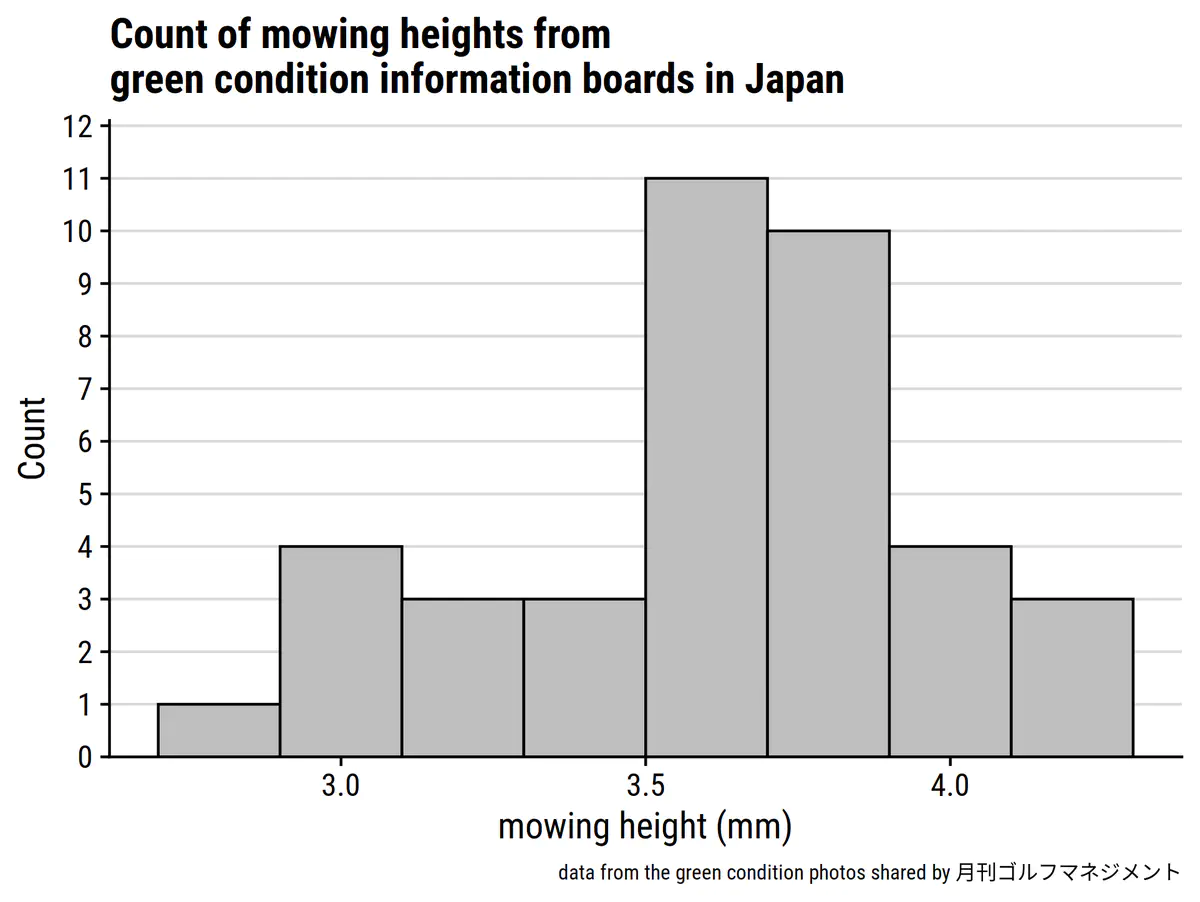 Count of mowing heights from
green condition information boards in Japan
12
11
10
9
8
7
6
5
4
3
2
1
0
Count
3.0 3.5 4.0
mowing height (mm)
data from the green condition photos shared by 月刊ゴルフマネジメント